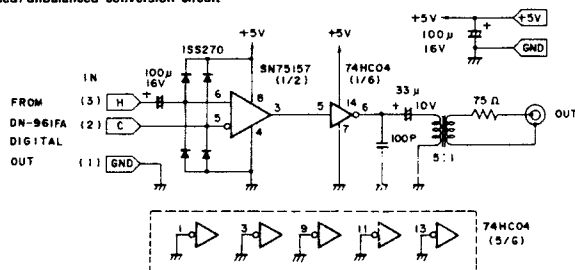 ced/unbalanced conversion circuit
+5V
+5V
100μ
16V
+
GND
1SS270
+5V
+5V
SN75157
(1/2)
74HC04
(1/6)
IN
100μ
16V
+
FROM
(3)
H
6
8
3
5
14
6
33μ
+
10V
75Ω
OUT
DN-961FA
(2)
C
5
4
7
100P
5:1
DIGITAL
OUT
(1)
GND
1
3
9
11
13
74HC04
(5/6)